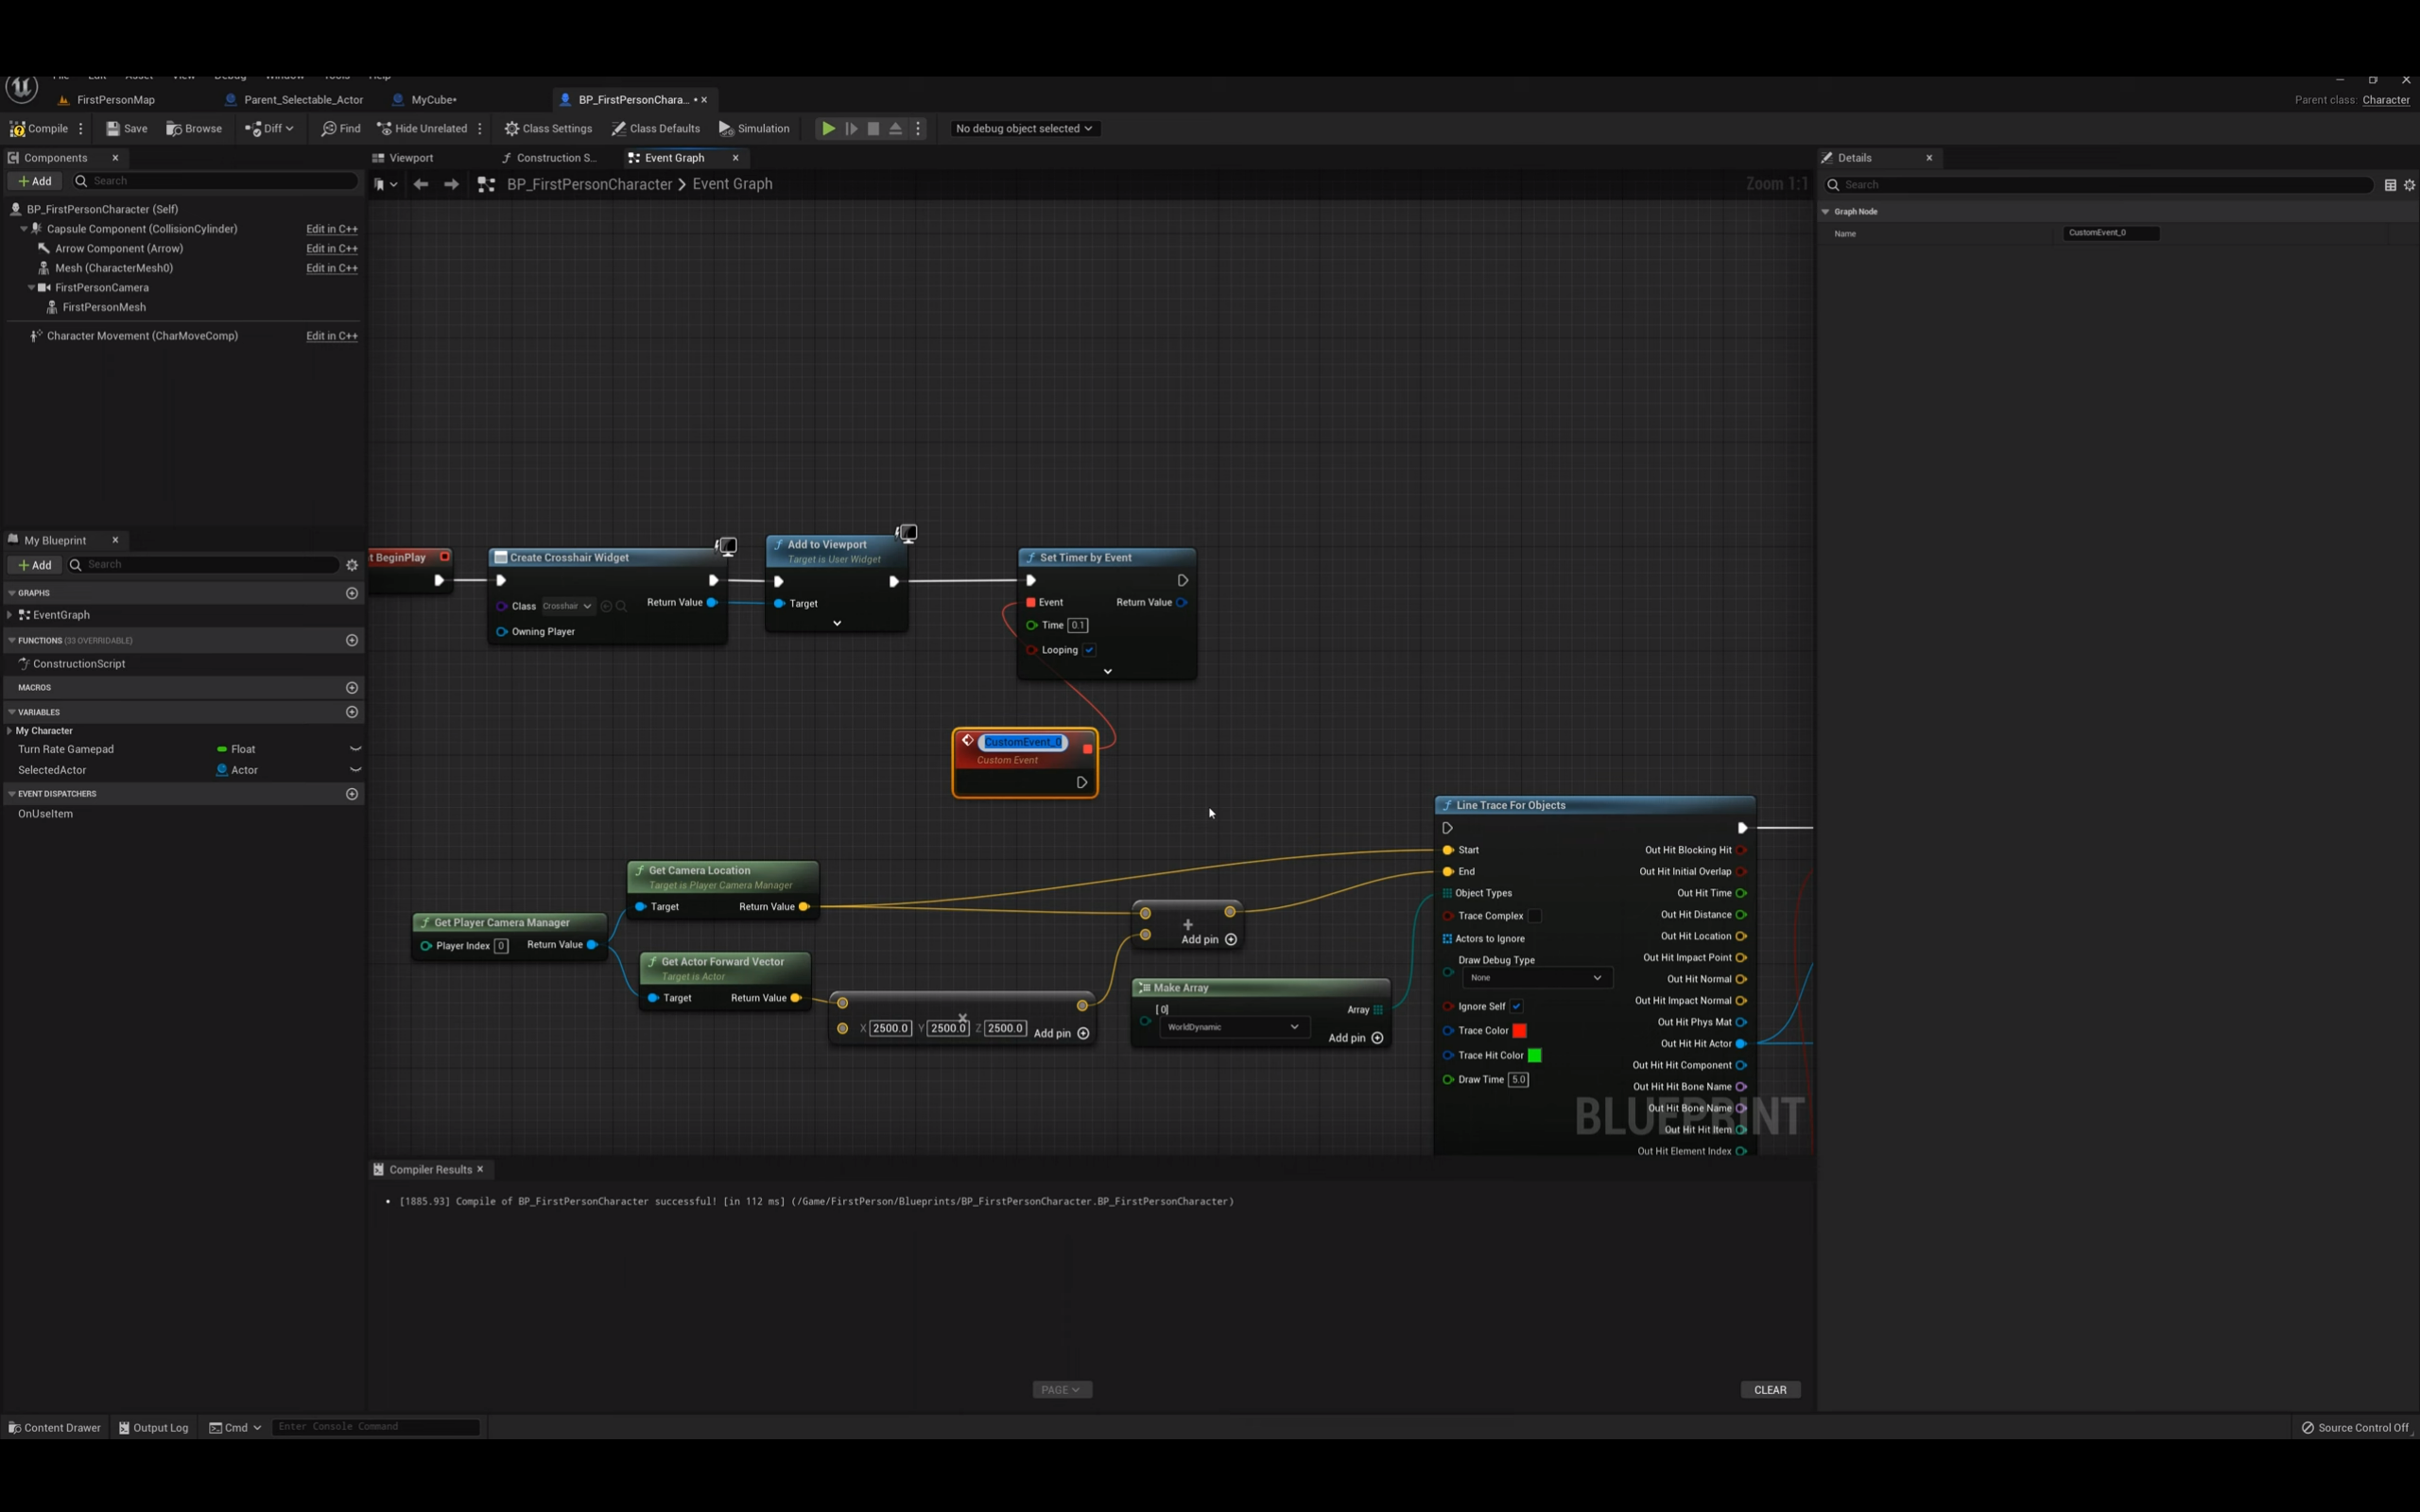 File Edit Asset View Debug Window Tools Help
FirstPersonMap Parent_Selectable_Actor MyCube• BP_FirstPersonChara... •
Parent class: Character
Compile Save Browse Diff Find Hide Unrelated Class Settings Class Defaults Simulation No debug object selected
Components
Add Search
BP_FirstPersonCharacter (Self)
Capsule Component (CollisionCylinder) Edit in C++
Arrow Component (Arrow) Edit in C++
Mesh (CharacterMesh0) Edit in C++
FirstPersonCamera
FirstPersonMesh
Character Movement (CharMoveComp) Edit in C++
My Blueprint
Add Search
GRAPHS
EventGraph
FUNCTIONS (33 OVERRIDABLE)
ConstructionScript
MACROS
VARIABLES
My Character
Turn Rate Gamepad Float
SelectedActor Actor
EVENT DISPATCHERS
OnUseItem
Viewport Construction S... Event Graph
BP_FirstPersonCharacter > Event Graph
Zoom 1:1
t BeginPlay
Create Crosshair Widget
Class Crosshair Return Value
Owning Player
Add to Viewport
Target is User Widget
Target
Set Timer by Event
Event Return Value
Time 0.1
Looping
CustomEvent_0
Custom Event
Get Player Camera Manager
Player Index 0 Return Value
Get Camera Location
Target is Player Camera Manager
Target Return Value
Get Actor Forward Vector
Target is Actor
Target Return Value
X 2500.0 Y 2500.0 Z 2500.0 Add pin
+
Add pin
Make Array
[0] Array
WorldDynamic
Add pin
Line Trace For Objects
Start Out Hit Blocking Hit
End Out Hit Initial Overlap
Object Types Out Hit Time
Trace Complex Out Hit Distance
Actors to Ignore Out Hit Location
Draw Debug Type Out Hit Impact Point
None Out Hit Normal
Ignore Self Out Hit Impact Normal
Trace Color Out Hit Phys Mat
Out Hit Hit Actor
Trace Hit Color Out Hit Hit Component
Draw Time 5.0 Out Hit Hit Bone Name
Out Hit Bone Name
Out Hit Hit Item
Out Hit Element Index
BLUEPRINT
Compiler Results
• [1885.93] Compile of BP_FirstPersonCharacter successful! [in 112 ms] (/Game/FirstPerson/Blueprints/BP_FirstPersonCharacter.BP_FirstPersonCharacter)
PAGE CLEAR
Details
Search
Graph Node
Name CustomEvent_0
Content Drawer Output Log Cmd Enter Console Command Source Control Off